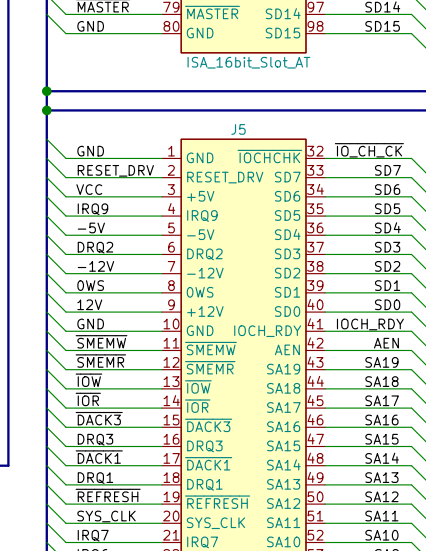 MASTER 79 MASTER SD14 97 SD14
GND 80 GND SD15 98 SD15
ISA_16bit_Slot_AT
J5
GND 1 GND IOCHCHK 32 IO_CH_CK
RESET_DRV 2 RESET_DRV SD7 33 SD7
VCC 3 +5V SD6 34 SD6
IRQ9 4 IRQ9 SD5 35 SD5
-5V 5 -5V SD4 36 SD4
DRQ2 6 DRQ2 SD3 37 SD3
-12V 7 -12V SD2 38 SD2
0WS 8 0WS SD1 39 SD1
12V 9 +12V SD0 40 SD0
GND 10 GND IOCH_RDY 41 IOCH_RDY
SMEMW 11 SMEMW AEN 42 AEN
SMEMR 12 SMEMR SA19 43 SA19
IOW 13 IOW SA18 44 SA18
IOR 14 IOR SA17 45 SA17
DACK3 15 DACK3 SA16 46 SA16
DRQ3 16 DRQ3 SA15 47 SA15
DACK1 17 DACK1 SA14 48 SA14
DRQ1 18 DRQ1 SA13 49 SA13
REFRESH 19 REFRESH SA12 50 SA12
SYS_CLK 20 SYS_CLK SA11 51 SA11
IRQ7 21 IRQ7 SA10 52 SA10